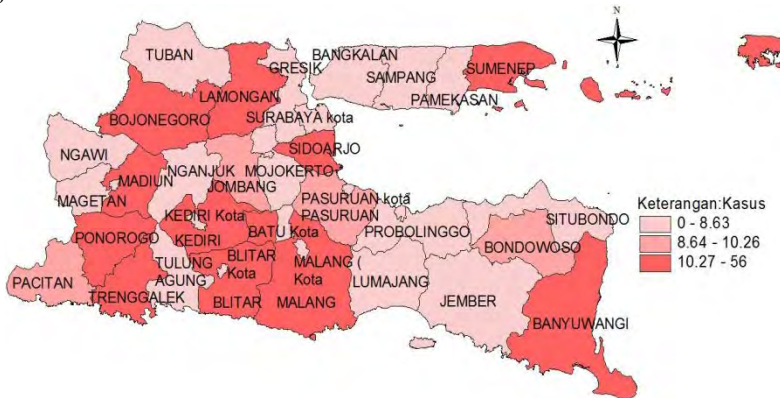 N
TUBAN
BANGKALAN
GRESIK
SAMPANG
SUMENEP
LAMONGAN
PAMEKASAN
BOJONEGORO
SURABAYA kota
SIDOARJO
NGAWI
NGANJUK
MOJOKERTO
MADIUN
JOMBANG
MAGETAN
PASURUAN kota
PASURUAN
KEDIRI Kota
BATU Kota
PROBOLINGGO
SITUBONDO
PONOROGO
KEDIRI
BONDOWOSO
TULUNG
AGUNG
BLITAR
Kota
MALANG
Kota
PACITAN
LUMAJANG
TRENGGALEK
BLITAR
MALANG
JEMBER
BANYUWANGI
Keterangan:Kasus
0 - 8.63
8.64 - 10.26
10.27 - 56